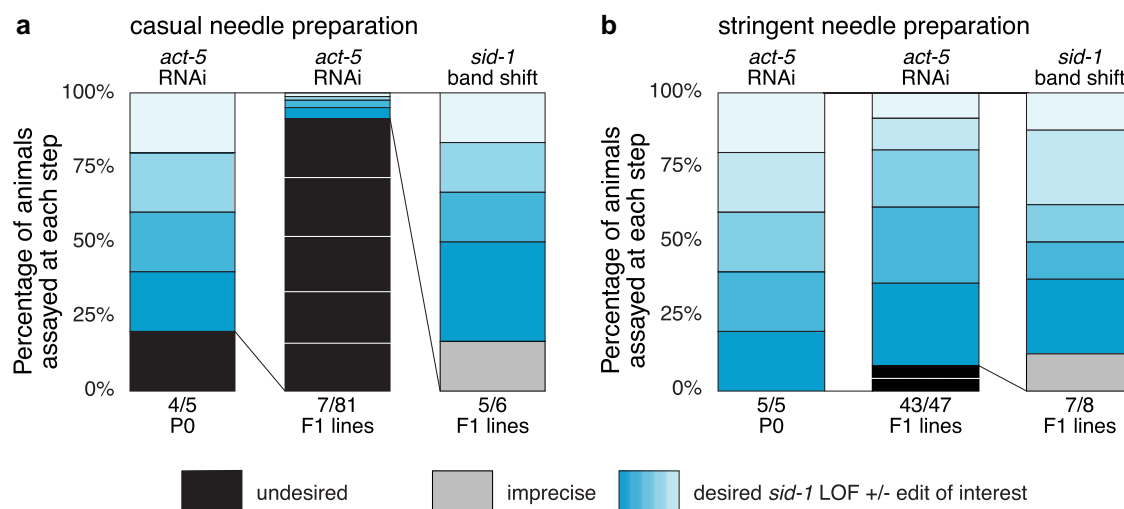 a casual needle preparation
act-5 RNAi
act-5 RNAi
sid-1 band shift
Percentage of animals assayed at each step
100%
75%
50%
25%
0%
4/5 P0
7/81 F1 lines
5/6 F1 lines
b stringent needle preparation
act-5 RNAi
act-5 RNAi
sid-1 band shift
Percentage of animals assayed at each step
100%
75%
50%
25%
0%
5/5 P0
43/47 F1 lines
7/8 F1 lines
undesired
imprecise
desired sid-1 LOF +/- edit of interest